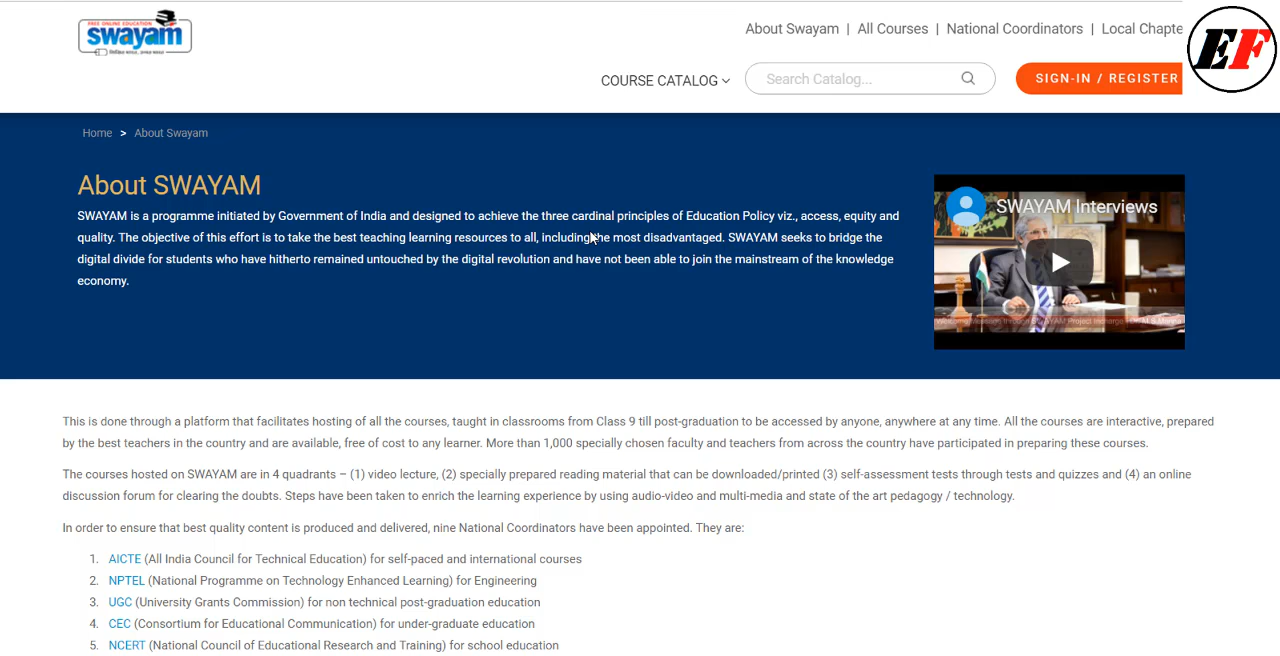 FREE ONLINE EDUCATION
swayam
About Swayam | All Courses | National Coordinators | Local Chapte
EF
COURSE CATALOG
Search Catalog...
SIGN-IN / REGISTER
Home > About Swayam
About SWAYAM
SWAYAM is a programme initiated by Government of India and designed to achieve the three cardinal principles of Education Policy viz., access, equity and
quality. The objective of this effort is to take the best teaching learning resources to all, including the most disadvantaged. SWAYAM seeks to bridge the
digital divide for students who have hitherto remained untouched by the digital revolution and have not been able to join the mainstream of the knowledge
economy.
SWAYAM Interviews
This is done through a platform that facilitates hosting of all the courses, taught in classrooms from Class 9 till post-graduation to be accessed by anyone, anywhere at any time. All the courses are interactive, prepared
by the best teachers in the country and are available, free of cost to any learner. More than 1,000 specially chosen faculty and teachers from across the country have participated in preparing these courses.
The courses hosted on SWAYAM are in 4 quadrants – (1) video lecture, (2) specially prepared reading material that can be downloaded/printed (3) self-assessment tests through tests and quizzes and (4) an online
discussion forum for clearing the doubts. Steps have been taken to enrich the learning experience by using audio-video and multi-media and state of the art pedagogy / technology.
In order to ensure that best quality content is produced and delivered, nine National Coordinators have been appointed. They are:
1. AICTE (All India Council for Technical Education) for self-paced and international courses
2. NPTEL (National Programme on Technology Enhanced Learning) for Engineering
3. UGC (University Grants Commission) for non technical post-graduation education
4. CEC (Consortium for Educational Communication) for under-graduate education
5. NCERT (National Council of Educational Research and Training) for school education